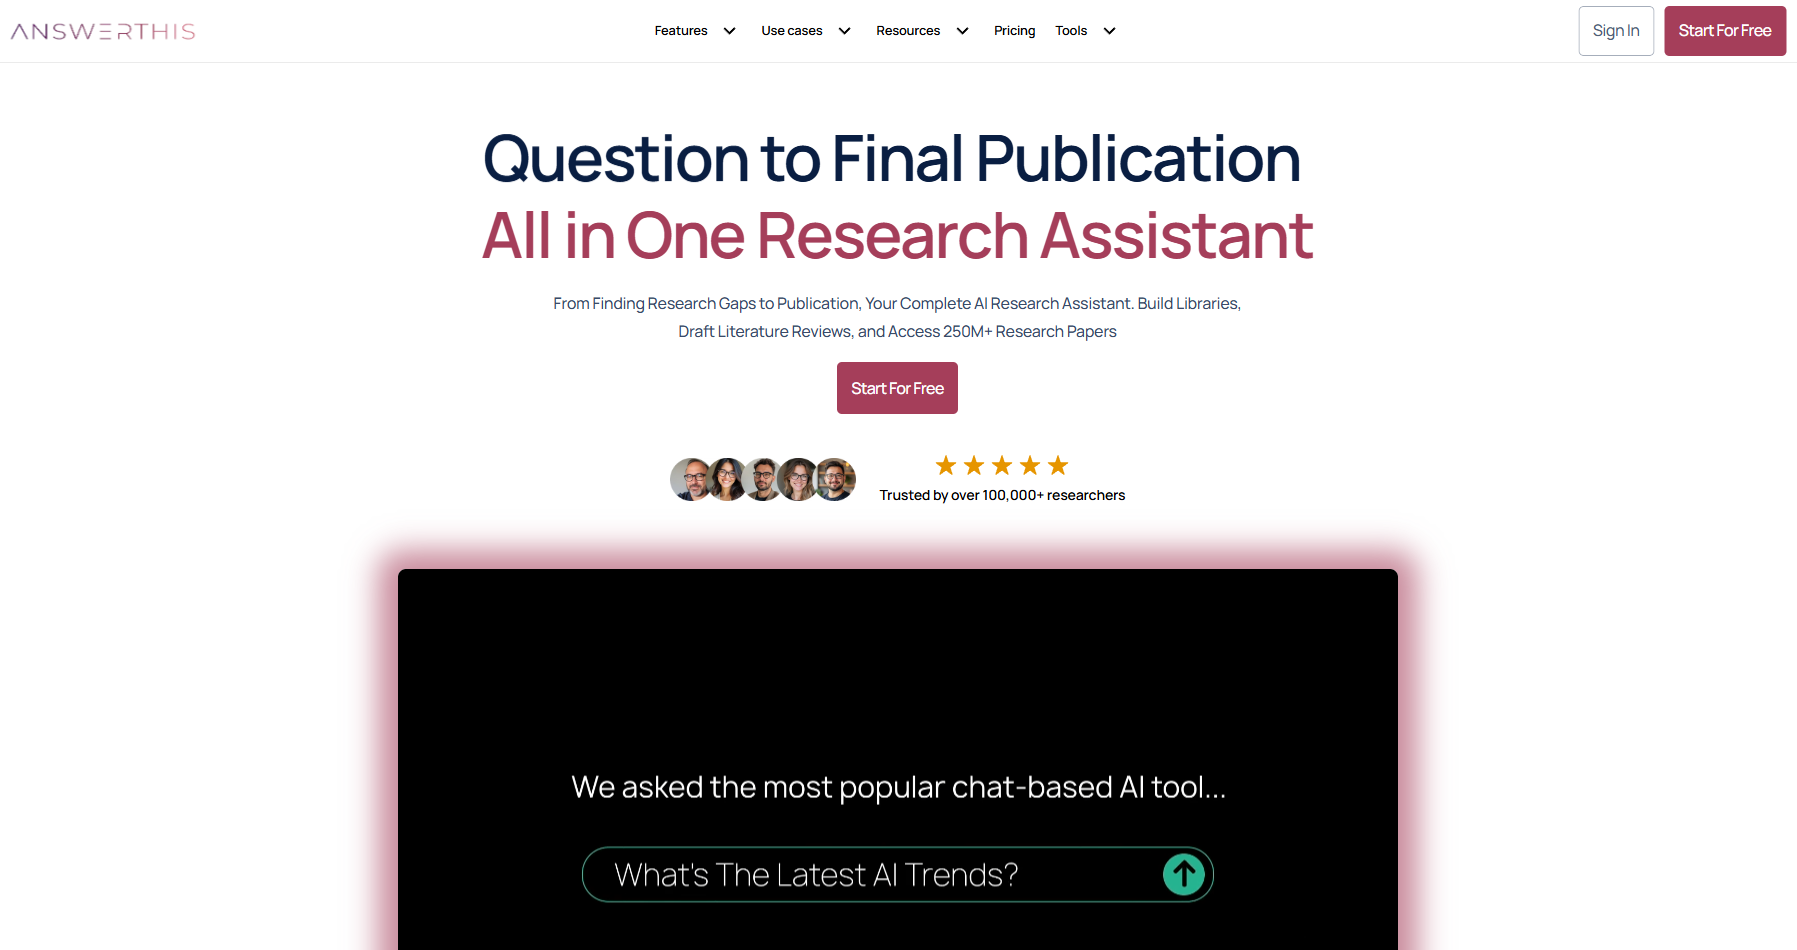 ANSWERTHIS
Features Use cases Resources Pricing Tools
Sign In
Start For Free
Question to Final Publication
All in One Research Assistant
From Finding Research Gaps to Publication, Your Complete AI Research Assistant. Build Libraries,
Draft Literature Reviews, and Access 250M+ Research Papers
Start For Free
Trusted by over 100,000+ researchers
We asked the most popular chat-based AI tool...
What's The Latest AI Trends?